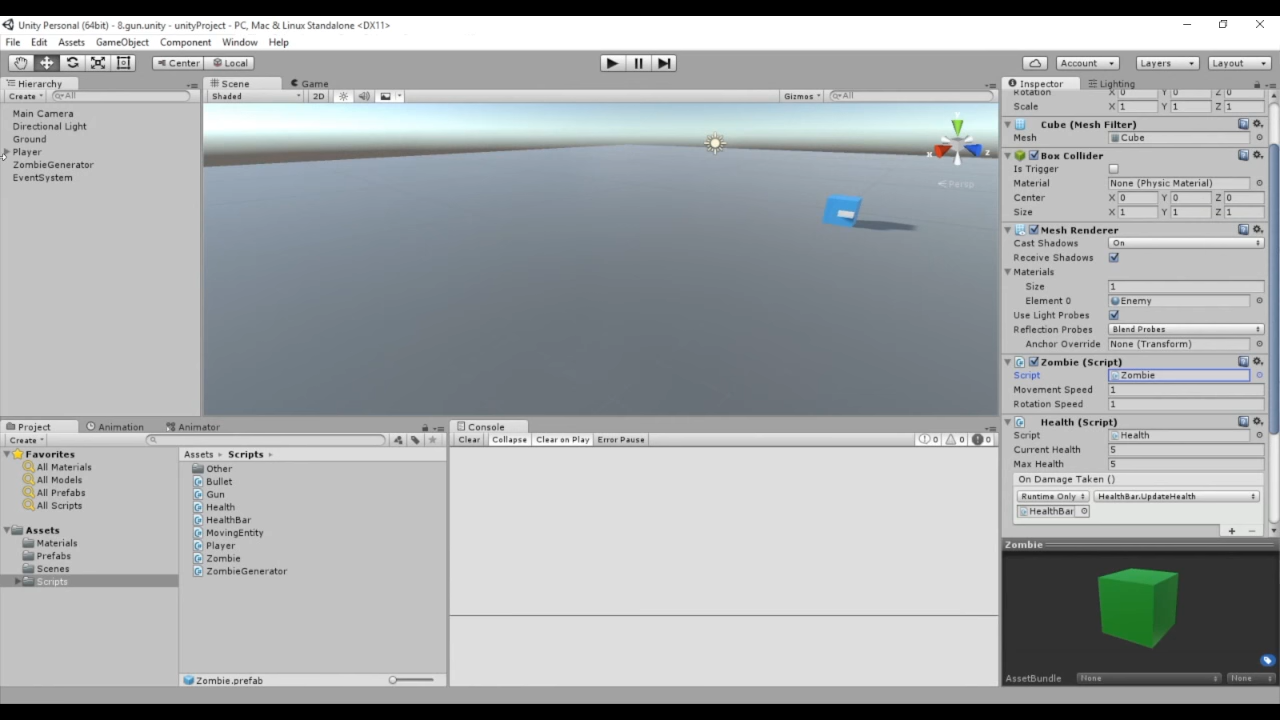 Unity Personal (64bit) - 8.gun.unity - unityProject - PC, Mac & Linux Standalone <DX11>
File Edit Assets GameObject Component Window Help
Center Local Account Layers Layout
Hierarchy
Create All
Main Camera
Directional Light
Ground
Player
ZombieGenerator
EventSystem
Scene Game
Shaded 2D Gizmos All
x z
Persp
Inspector Lighting
Rotation X 0 Y 0 Z 0
Scale X 1 Y 1 Z 1
Cube (Mesh Filter)
Mesh Cube
Box Collider
Is Trigger
Material None (Physic Material)
Center X 0 Y 0 Z 0
Size X 1 Y 1 Z 1
Mesh Renderer
Cast Shadows On
Receive Shadows
Materials
Size 1
Element 0 Enemy
Use Light Probes
Reflection Probes Blend Probes
Anchor Override None (Transform)
Zombie (Script)
Script Zombie
Movement Speed 1
Rotation Speed 1
Health (Script)
Script Health
Current Health 5
Max Health 5
On Damage Taken ()
Runtime Only HealthBar.UpdateHealth
HealthBar
+ −
Zombie
AssetBundle None None
Project Animation Animator
Create
Favorites
All Materials
All Models
All Prefabs
All Scripts
Assets
Materials
Prefabs
Scenes
Scripts
Assets Scripts
Other
Bullet
Gun
Health
HealthBar
MovingEntity
Player
Zombie
ZombieGenerator
Zombie.prefab
Console
Clear Collapse Clear on Play Error Pause 0 0 0